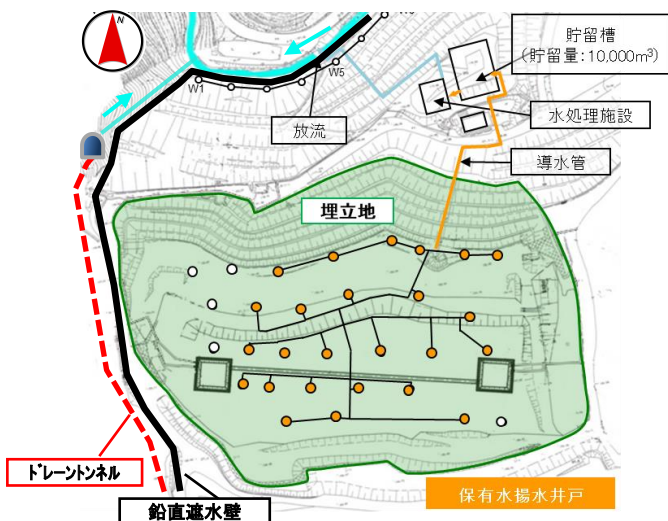 N
貯留槽
(貯留量：10,000m³)
W5
W1
放流
水処理施設
導水管
埋立地
ドレーントンネル
鉛直遮水壁
保有水揚水井戸